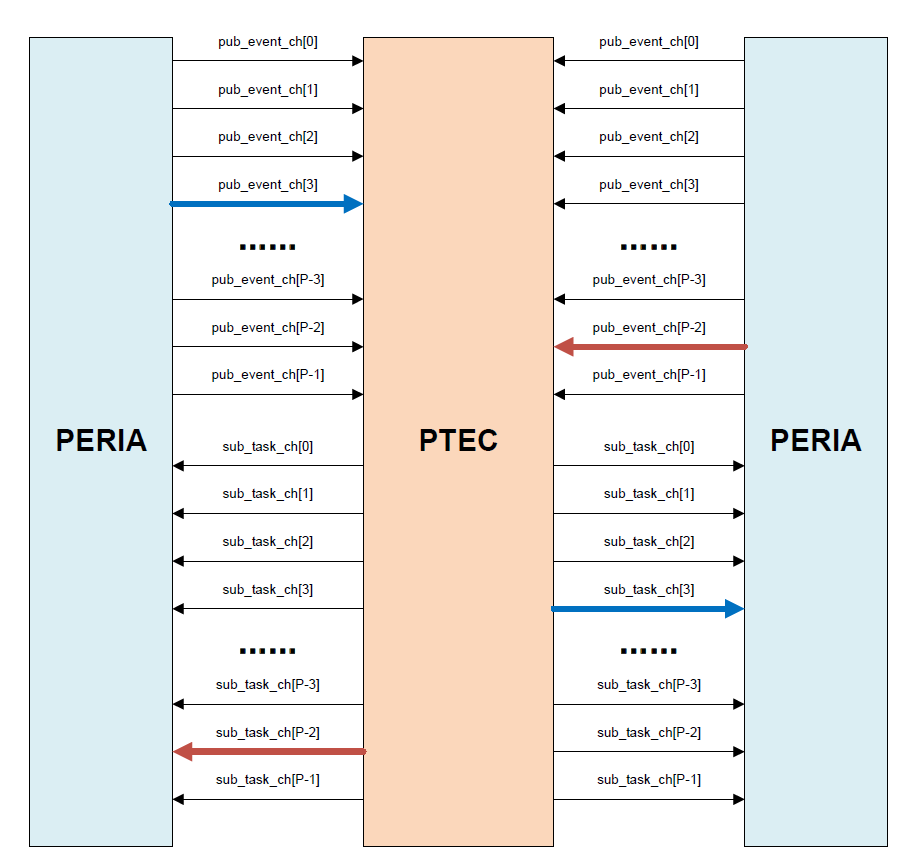 pub_event_ch[0]
pub_event_ch[1]
pub_event_ch[2]
pub_event_ch[3]
......
pub_event_ch[P-3]
pub_event_ch[P-2]
pub_event_ch[P-1]
PERIA
sub_task_ch[0]
sub_task_ch[1]
sub_task_ch[2]
sub_task_ch[3]
......
sub_task_ch[P-3]
sub_task_ch[P-2]
sub_task_ch[P-1]
PTEC
pub_event_ch[0]
pub_event_ch[1]
pub_event_ch[2]
pub_event_ch[3]
......
pub_event_ch[P-3]
pub_event_ch[P-2]
pub_event_ch[P-1]
PERIA
sub_task_ch[0]
sub_task_ch[1]
sub_task_ch[2]
sub_task_ch[3]
......
sub_task_ch[P-3]
sub_task_ch[P-2]
sub_task_ch[P-1]